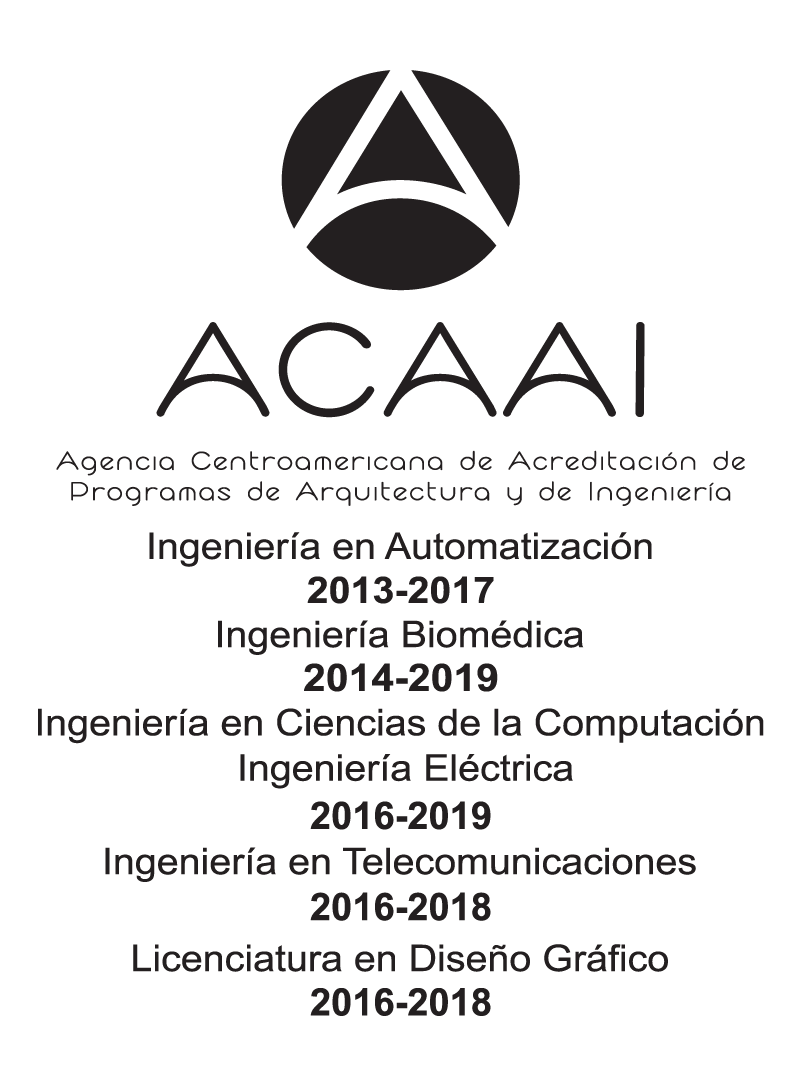 ACAAI
Agencia Centroamericana de Acreditación de
Programas de Arquitectura y de Ingeniería
Ingeniería en Automatización
2013-2017
Ingeniería Biomédica
2014-2019
Ingeniería en Ciencias de la Computación
Ingeniería Eléctrica
2016-2019
Ingeniería en Telecomunicaciones
2016-2018
Licenciatura en Diseño Gráfico
2016-2018